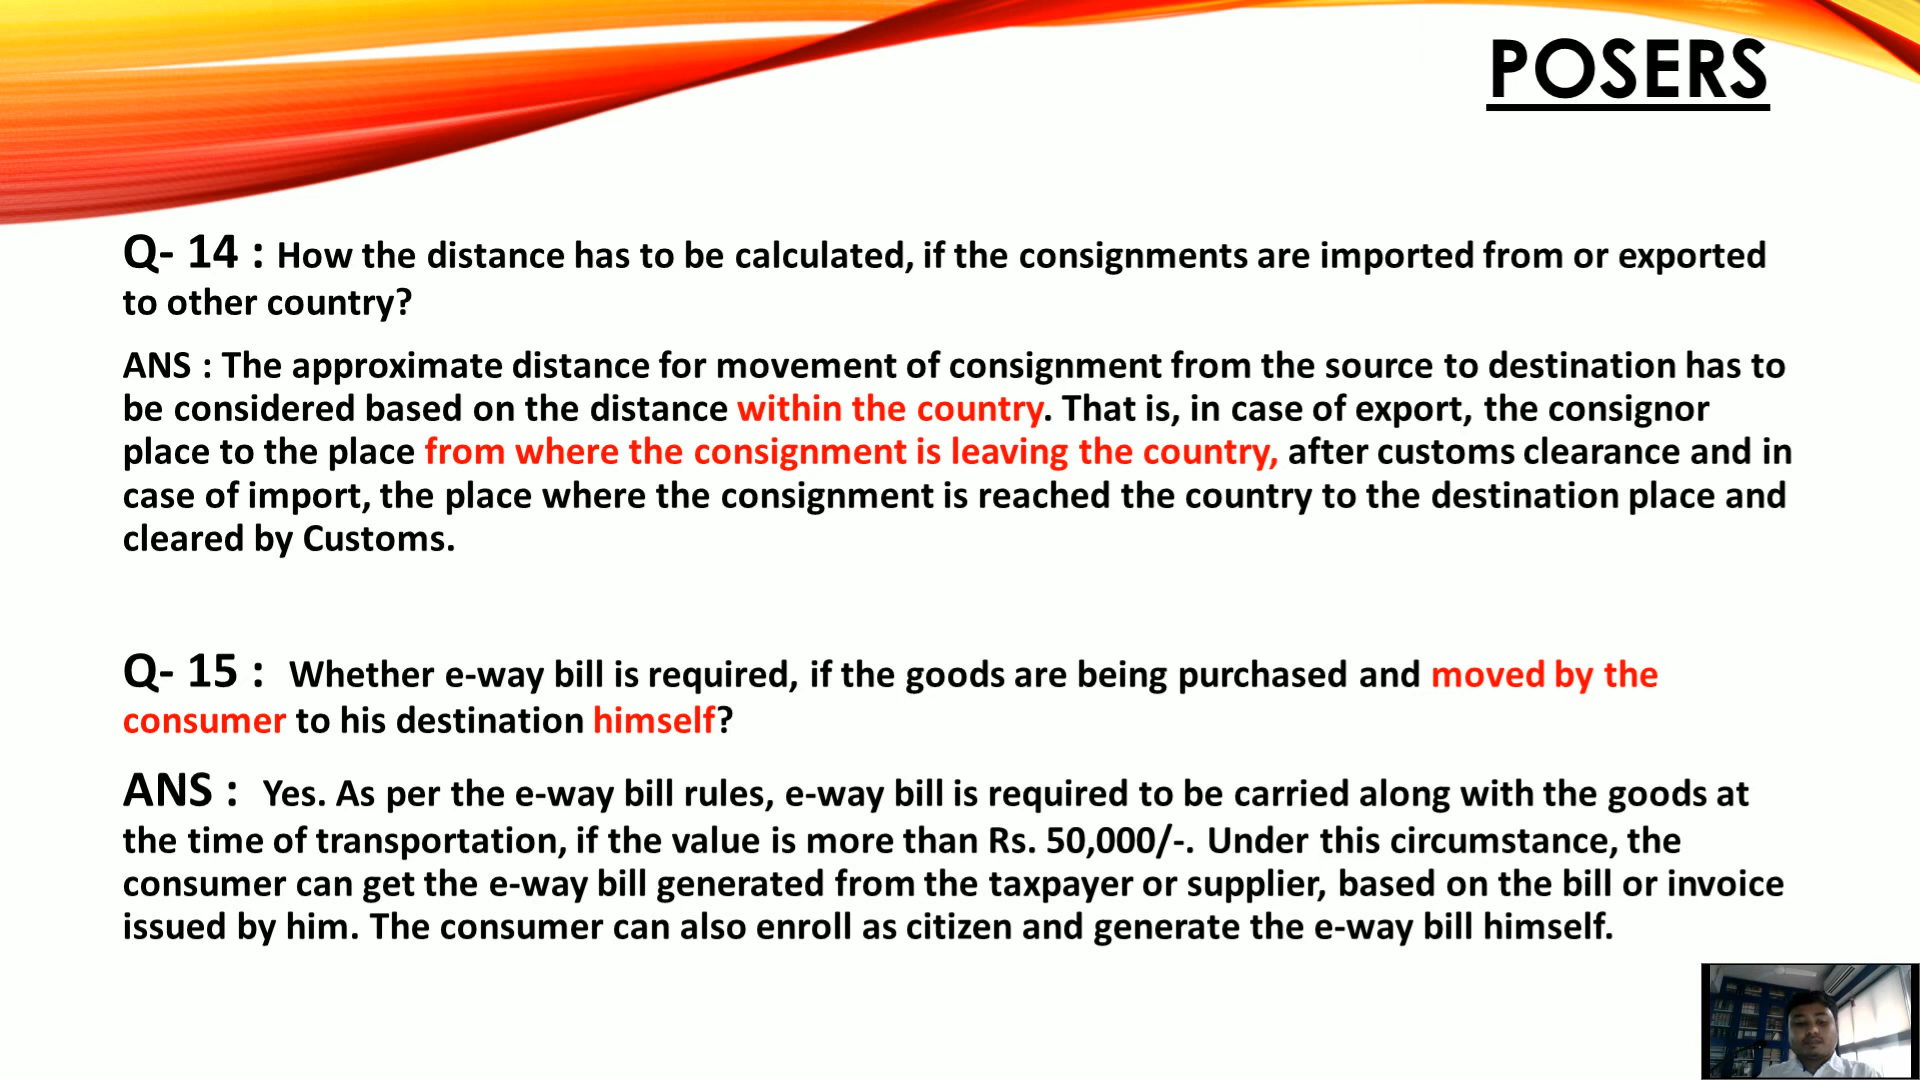 POSERS
Q- 14 : How the distance has to be calculated, if the consignments are imported from or exported
to other country?
ANS : The approximate distance for movement of consignment from the source to destination has to
be considered based on the distance within the country. That is, in case of export, the consignor
place to the place from where the consignment is leaving the country, after customs clearance and in
case of import, the place where the consignment is reached the country to the destination place and
cleared by Customs.
Q- 15 : Whether e-way bill is required, if the goods are being purchased and moved by the
consumer to his destination himself?
ANS : Yes. As per the e-way bill rules, e-way bill is required to be carried along with the goods at
the time of transportation, if the value is more than Rs. 50,000/-. Under this circumstance, the
consumer can get the e-way bill generated from the taxpayer or supplier, based on the bill or invoice
issued by him. The consumer can also enroll as citizen and generate the e-way bill himself.